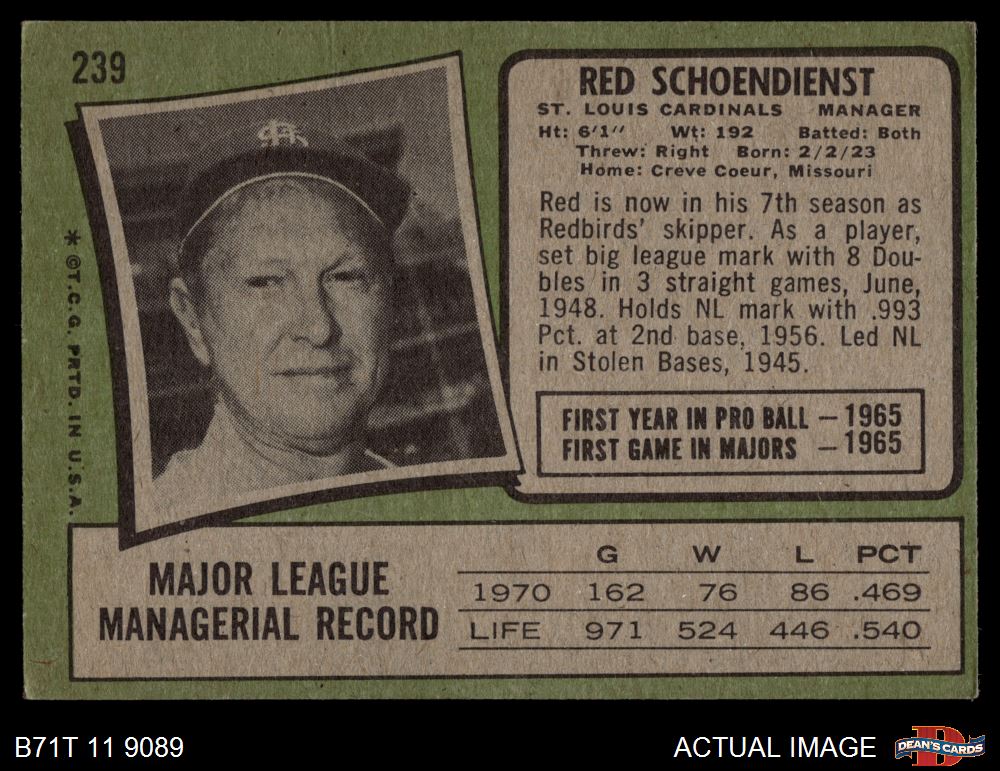 239
RED SCHOENDIENST
ST. LOUIS CARDINALS MANAGER
Ht: 6'1" Wt: 192 Batted: Both
Threw: Right Born: 2/2/23
Home: Creve Coeur, Missouri
Red is now in his 7th season as
Redbirds' skipper. As a player,
set big league mark with 8 Dou-
bles in 3 straight games, June,
1948. Holds NL mark with .993
Pct. at 2nd base, 1956. Led NL
in Stolen Bases, 1945.
FIRST YEAR IN PRO BALL — 1965
FIRST GAME IN MAJORS — 1965
* ©T.C.G. PRTD. IN U.S.A.
MAJOR LEAGUE
MANAGERIAL RECORD
G W L PCT
1970 162 76 86 .469
LIFE 971 524 446 .540
B71T 11 9089
ACTUAL IMAGE
D
DEAN'S CARDS